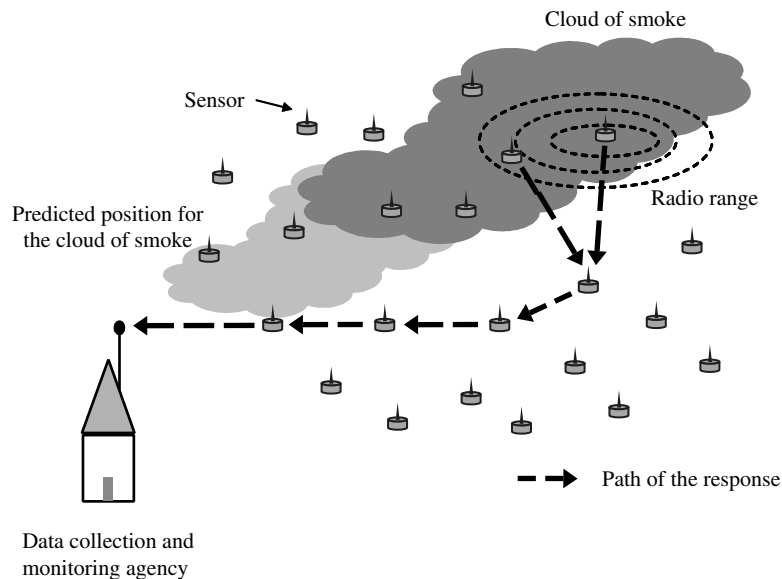 Cloud of smoke
Sensor
Radio range
Predicted position for
the cloud of smoke
Path of the response
Data collection and
monitoring agency